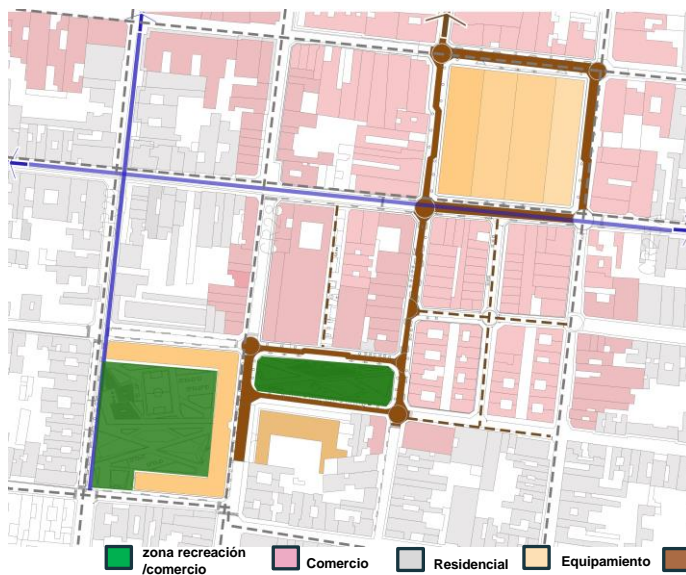 zona recreación
/comercio
Comercio
Residencial
Equipamiento